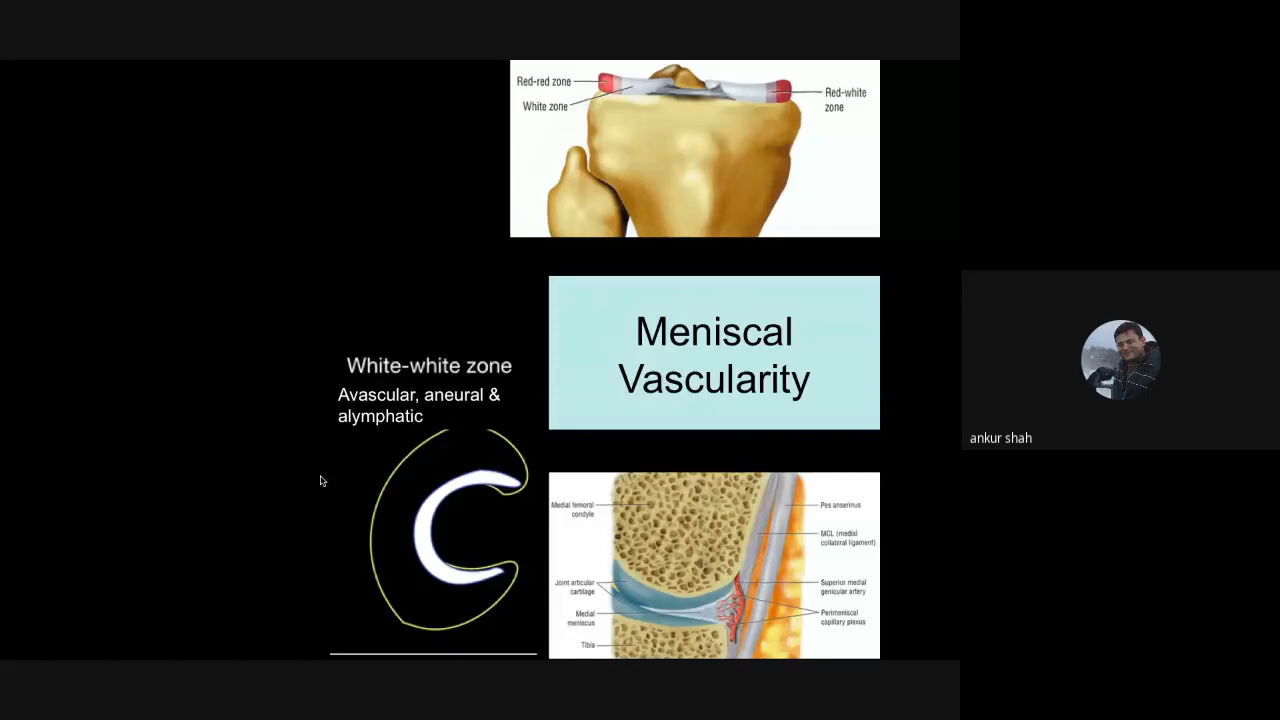 Red-red zone
White zone
Red-white
zone
Meniscal
Vascularity
White-white zone
Avascular, aneural &
alymphatic
Medial femoral
condyle
Joint articular
cartilage
Medial
meniscus
Tibia
Pes anserinus
MCL (medial
collateral ligament)
Superior medial
genicular artery
Perimeniscal
capillary plexus
ankur shah